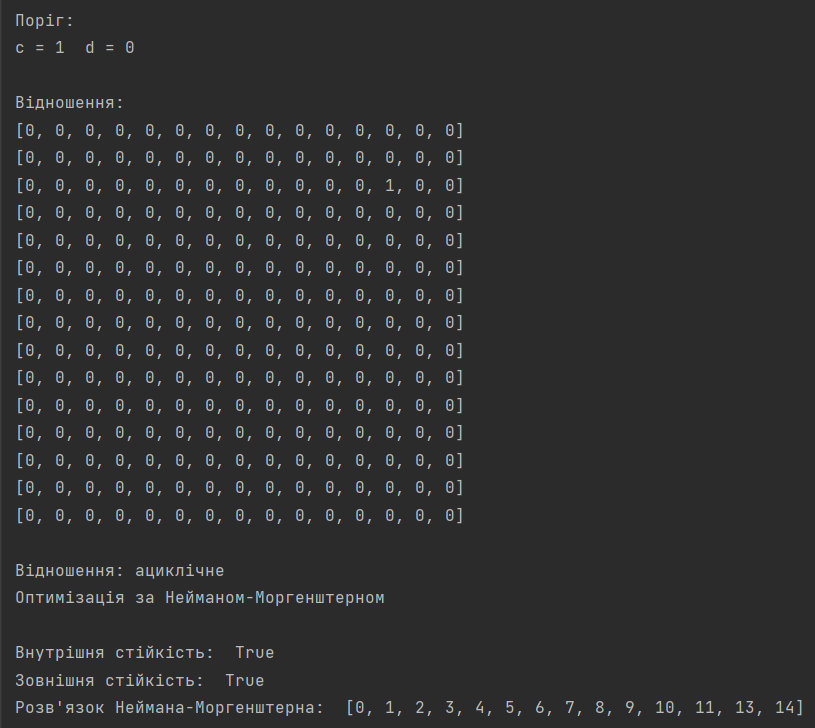 Поріг:
c = 1  d = 0
Відношення:
[0, 0, 0, 0, 0, 0, 0, 0, 0, 0, 0, 0, 0, 0, 0]
[0, 0, 0, 0, 0, 0, 0, 0, 0, 0, 0, 0, 0, 0, 0]
[0, 0, 0, 0, 0, 0, 0, 0, 0, 0, 0, 0, 1, 0, 0]
[0, 0, 0, 0, 0, 0, 0, 0, 0, 0, 0, 0, 0, 0, 0]
[0, 0, 0, 0, 0, 0, 0, 0, 0, 0, 0, 0, 0, 0, 0]
[0, 0, 0, 0, 0, 0, 0, 0, 0, 0, 0, 0, 0, 0, 0]
[0, 0, 0, 0, 0, 0, 0, 0, 0, 0, 0, 0, 0, 0, 0]
[0, 0, 0, 0, 0, 0, 0, 0, 0, 0, 0, 0, 0, 0, 0]
[0, 0, 0, 0, 0, 0, 0, 0, 0, 0, 0, 0, 0, 0, 0]
[0, 0, 0, 0, 0, 0, 0, 0, 0, 0, 0, 0, 0, 0, 0]
[0, 0, 0, 0, 0, 0, 0, 0, 0, 0, 0, 0, 0, 0, 0]
[0, 0, 0, 0, 0, 0, 0, 0, 0, 0, 0, 0, 0, 0, 0]
[0, 0, 0, 0, 0, 0, 0, 0, 0, 0, 0, 0, 0, 0, 0]
[0, 0, 0, 0, 0, 0, 0, 0, 0, 0, 0, 0, 0, 0, 0]
[0, 0, 0, 0, 0, 0, 0, 0, 0, 0, 0, 0, 0, 0, 0]
Відношення: ациклічне
Оптимізація за Нейманом-Моргенштерном
Внутрішня стійкість:  True
Зовнішня стійкість:  True
Розв'язок Неймана-Моргенштерна:  [0, 1, 2, 3, 4, 5, 6, 7, 8, 9, 10, 11, 13, 14]